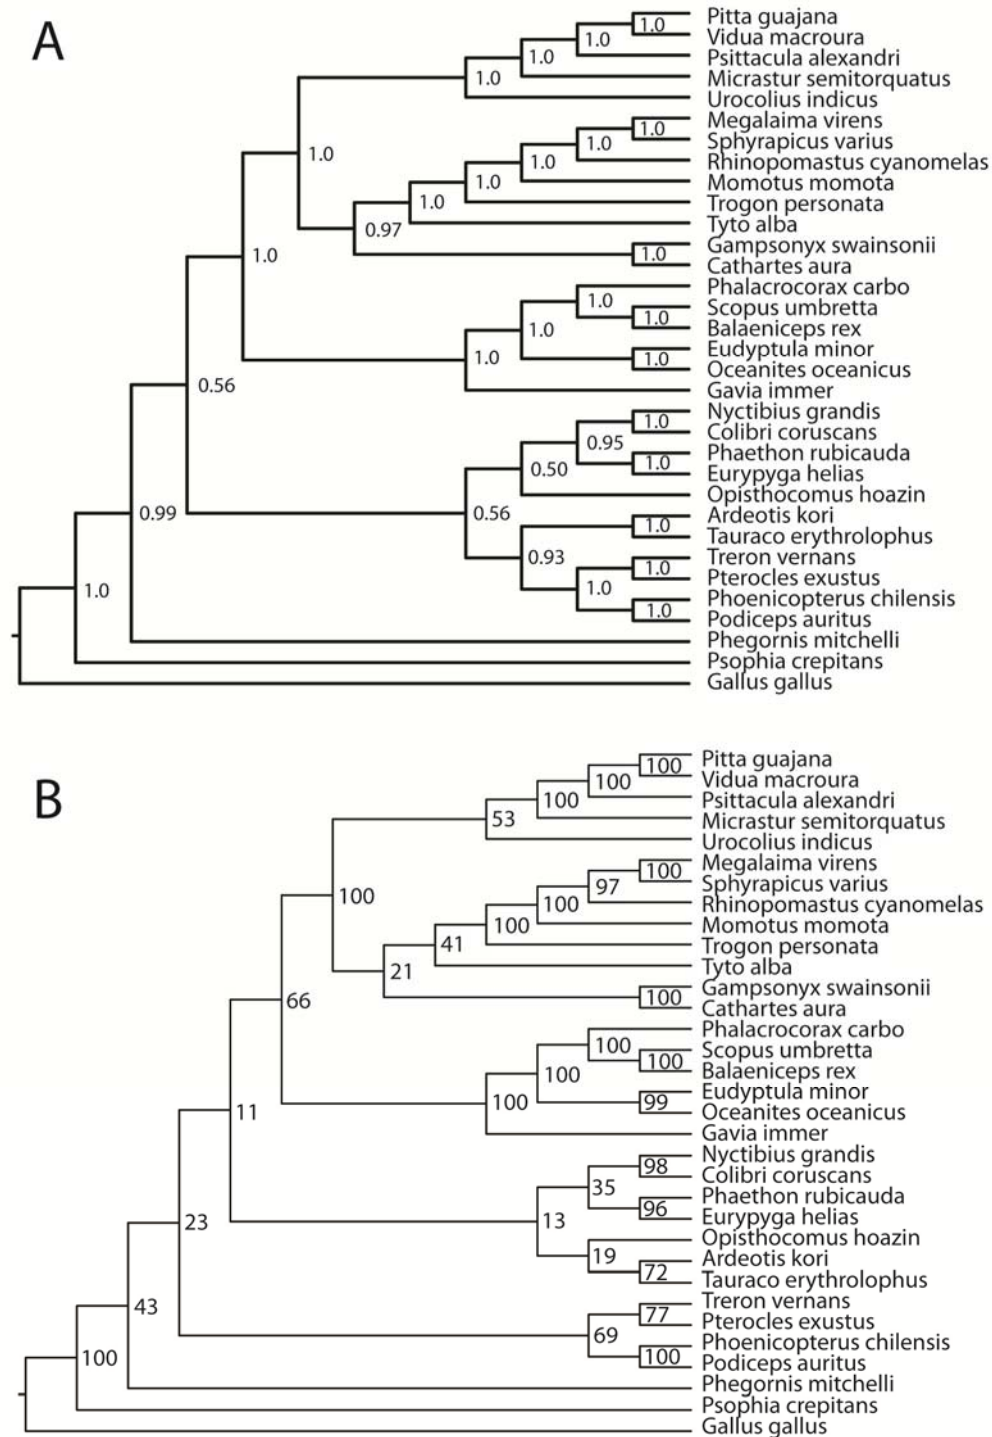 A
Pitta guajana
1.0
Vidua macroura
1.0
Psittacula alexandri
1.0
Micrastur semitorquatus
1.0
Urocolius indicus
Megalaima virens
1.0
Sphyrapicus varius
1.0
Rhinopomastus cyanomelas
1.0
1.0
Momotus momota
1.0
Trogon personata
1.0
Tyto alba
0.97
Gampsonyx swainsonii
1.0
1.0
Cathartes aura
Phalacrocorax carbo
1.0
Scopus umbretta
1.0
Balaeniceps rex
1.0
Eudyptula minor
1.0
1.0
Oceanites oceanicus
0.56
Gavia immer
Nyctibius grandis
1.0
Colibri coruscans
0.95
Phaethon rubicauda
1.0
0.50
Eurypyga helias
Opisthocomus hoazin
0.99
0.56
Ardeotis kori
1.0
Tauraco erythrolophus
0.93
Treron vernans
1.0
Pterocles exustus
1.0
1.0
Phoenicopterus chilensis
1.0
Podiceps auritus
Phegornis mitchelli
Psophia crepitans
Gallus gallus
B
Pitta guajana
100
Vidua macroura
100
Psittacula alexandri
100
Micrastur semitorquatus
53
Urocolius indicus
Megalaima virens
100
Sphyrapicus varius
97
100
Rhinopomastus cyanomelas
100
Momotus momota
100
Trogon personata
41
Tyto alba
21
Gampsonyx swainsonii
100
66
Cathartes aura
Phalacrocorax carbo
100
Scopus umbretta
100
Balaeniceps rex
100
Eudyptula minor
99
100
Oceanites oceanicus
11
Gavia immer
Nyctibius grandis
98
Colibri coruscans
35
Phaethon rubicauda
96
Eurypyga helias
23
13
Opisthocomus hoazin
19
Ardeotis kori
72
Tauraco erythrolophus
43
Treron vernans
77
Pterocles exustus
69
Phoenicopterus chilensis
100
100
Podiceps auritus
Phegornis mitchelli
Psophia crepitans
Gallus gallus